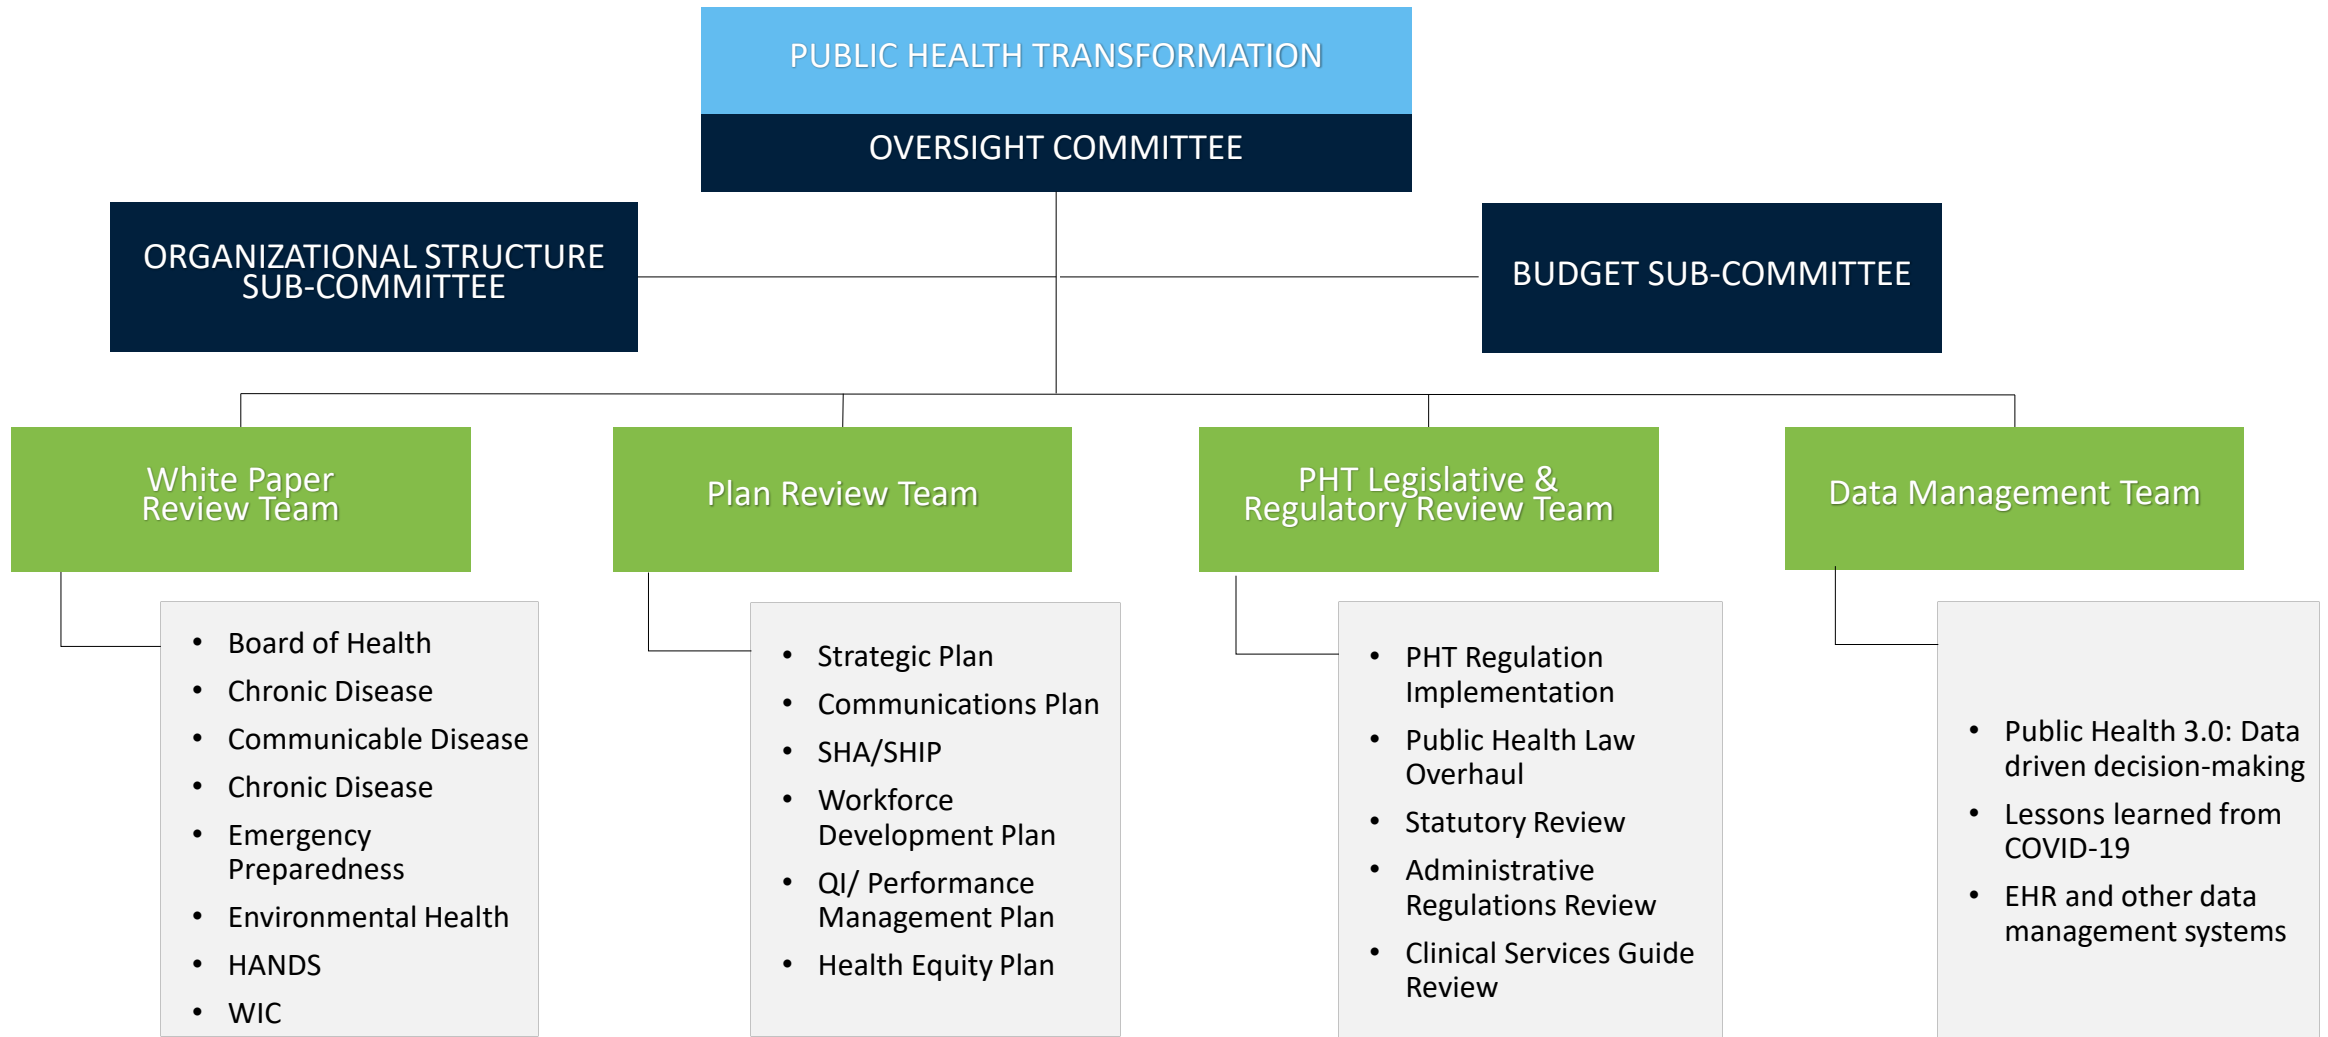 PUBLIC HEALTH TRANSFORMATION
OVERSIGHT COMMITTEE
ORGANIZATIONAL STRUCTURE
SUB-COMMITTEE
BUDGET SUB-COMMITTEE
White Paper
Review Team
Plan Review Team
PHT Legislative &
Regulatory Review Team
Data Management Team
• Board of Health
• Chronic Disease
• Communicable Disease
• Chronic Disease
• Emergency
Preparedness
• Environmental Health
• HANDS
• WIC
• Strategic Plan
• Communications Plan
• SHA/SHIP
• Workforce
Development Plan
• QI/ Performance
Management Plan
• Health Equity Plan
• PHT Regulation
Implementation
• Public Health Law
Overhaul
• Statutory Review
• Administrative
Regulations Review
• Clinical Services Guide
Review
• Public Health 3.0: Data
driven decision-making
• Lessons learned from
COVID-19
• EHR and other data
management systems